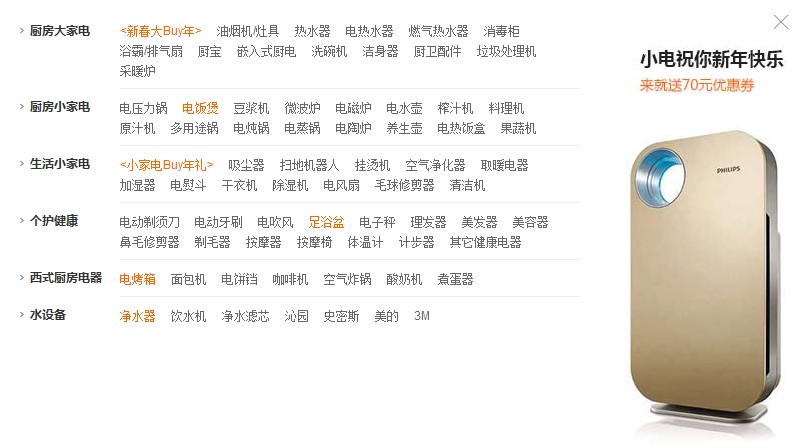 厨房大家电 <新春大Buy年> 油烟机/灶具 热水器 电热水器 燃气热水器 消毒柜
浴霸/排气扇 厨宝 嵌入式厨电 洗碗机 洁身器 厨卫配件 垃圾处理机
采暖炉
厨房小家电 电压力锅 电饭煲 豆浆机 微波炉 电磁炉 电水壶 榨汁机 料理机
原汁机 多用途锅 电炖锅 电蒸锅 电陶炉 养生壶 电热饭盒 果蔬机
生活小家电 <小家电Buy年礼> 吸尘器 扫地机器人 挂烫机 空气净化器 取暖电器
加湿器 电熨斗 干衣机 除湿机 电风扇 毛球修剪器 清洁机
个护健康 电动剃须刀 电动牙刷 电吹风 足浴盆 电子秤 理发器 美发器 美容器
鼻毛修剪器 剃毛器 按摩器 按摩椅 体温计 计步器 其它健康电器
西式厨房电器 电烤箱 面包机 电饼铛 咖啡机 空气炸锅 酸奶机 煮蛋器
水设备 净水器 饮水机 净水滤芯 沁园 史密斯 美的 3M
小电祝你新年快乐
来就送70元优惠券
PHILIPS